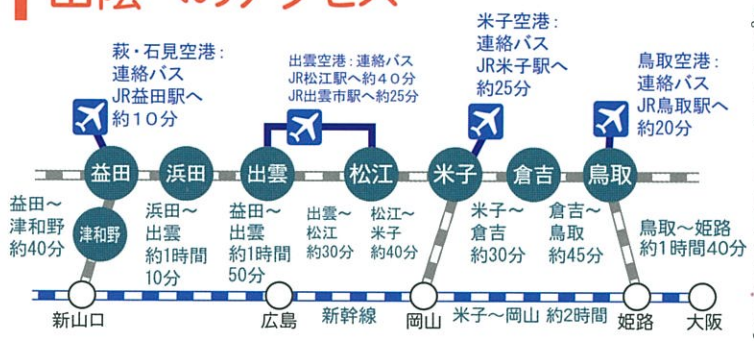 山陰へのアクセス
萩・石見空港：
連絡バス
JR益田駅へ
約10分
出雲空港：連絡バス
JR松江駅へ約40分
JR出雲市駅へ約25分
米子空港：
連絡バス
JR米子駅へ
約25分
鳥取空港：
連絡バス
JR鳥取駅へ
約20分
益田
浜田
出雲
松江
米子
倉吉
鳥取
益田～
津和野
約40分
津和野
浜田～
出雲
約1時間
10分
益田～
出雲
約1時間
50分
出雲～
松江
約30分
松江～
米子
約40分
米子～
倉吉
約30分
倉吉～
鳥取
約45分
鳥取～姫路
約1時間40分
新山口
広島
新幹線
岡山
米子～岡山 約2時間
姫路
大阪